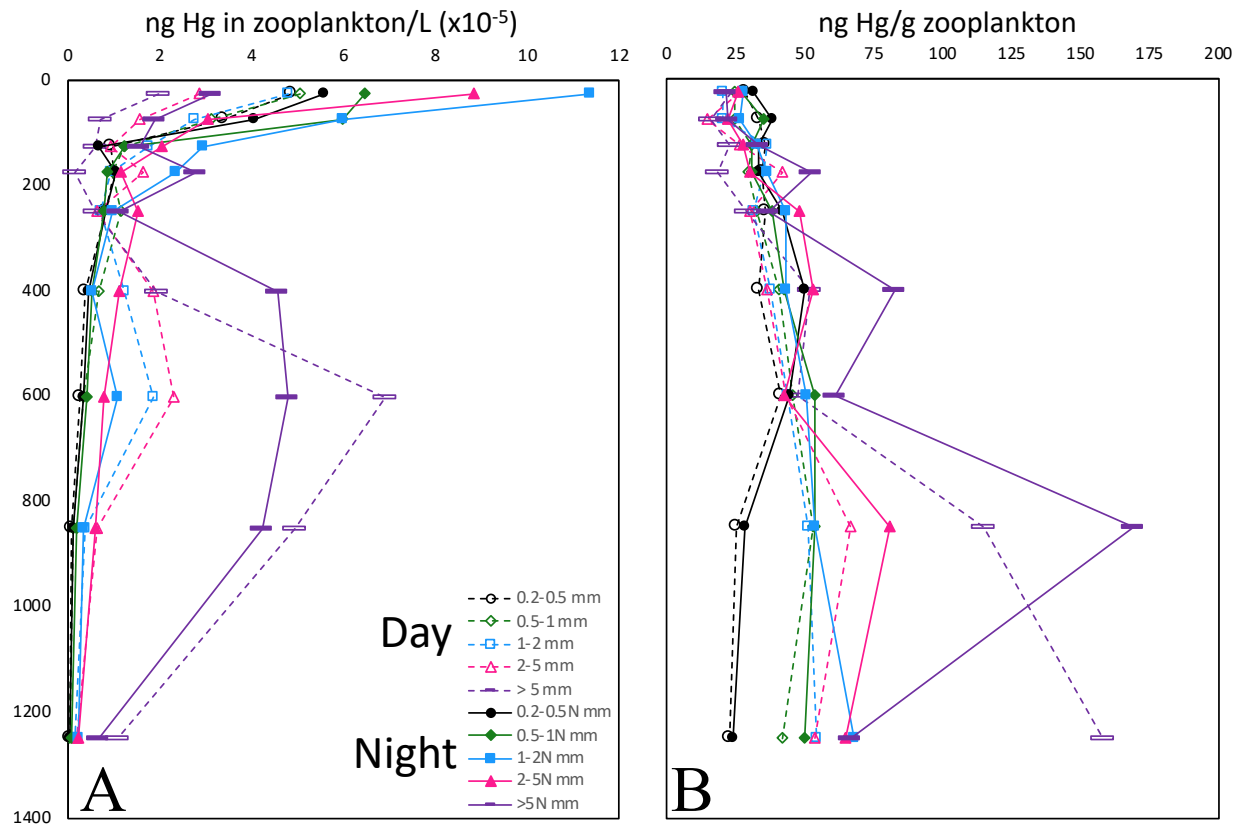 ng Hg in zooplankton/L (x10⁻⁵)
0 2 4 6 8 10 12
0
200
400
600
800
1000
1200
1400
Day
0.2-0.5 mm
0.5-1 mm
1-2 mm
2-5 mm
> 5 mm
Night
0.2-0.5N mm
0.5-1N mm
1-2N mm
2-5N mm
>5N mm
A
ng Hg/g zooplankton
0 25 50 75 100 125 150 175 200
B